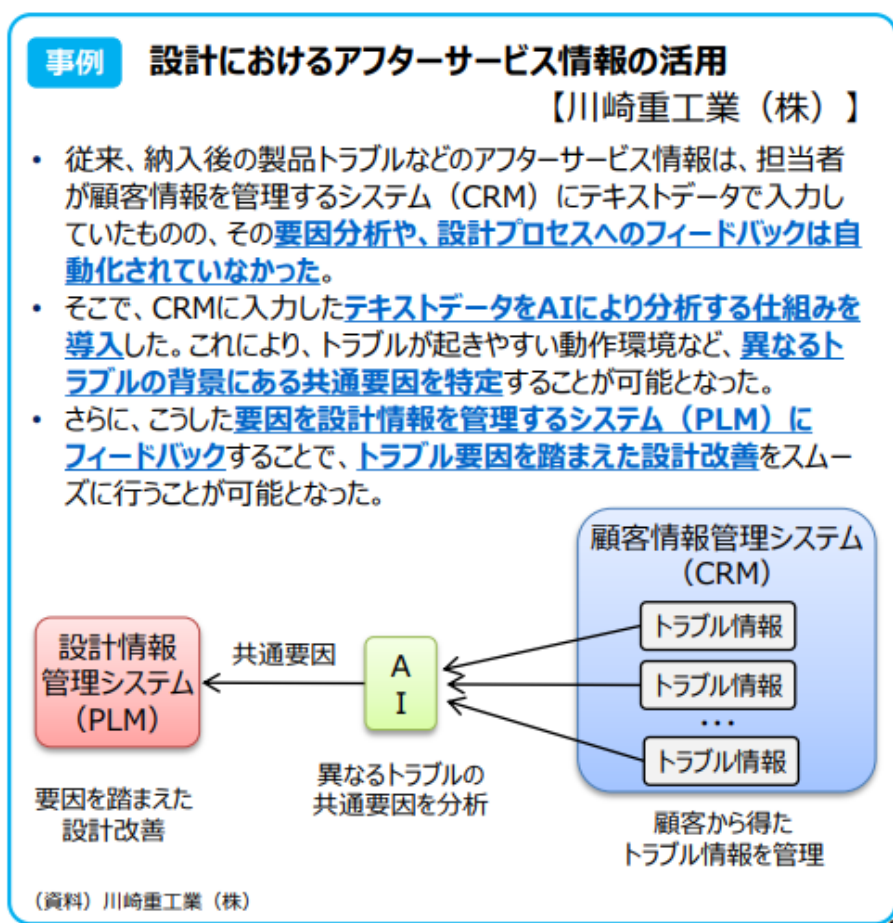 事例 設計におけるアフターサービス情報の活用
【川崎重工業（株）】
• 従来、納入後の製品トラブルなどのアフターサービス情報は、担当者
が顧客情報を管理するシステム（CRM）にテキストデータで入力し
ていたものの、その要因分析や、設計プロセスへのフィードバックは自
動化されていなかった。
• そこで、CRMに入力したテキストデータをAIにより分析する仕組みを
導入した。これにより、トラブルが起きやすい動作環境など、異なるト
ラブルの背景にある共通要因を特定することが可能となった。
• さらに、こうした要因を設計情報を管理するシステム（PLM）に
フィードバックすることで、トラブル要因を踏まえた設計改善をスムー
ズに行うことが可能となった。
顧客情報管理システム
（CRM）
トラブル情報
トラブル情報
・・・
トラブル情報
顧客から得た
トラブル情報を管理
A
I
異なるトラブルの
共通要因を分析
共通要因
設計情報
管理システム
（PLM）
要因を踏まえた
設計改善
（資料）川崎重工業（株）